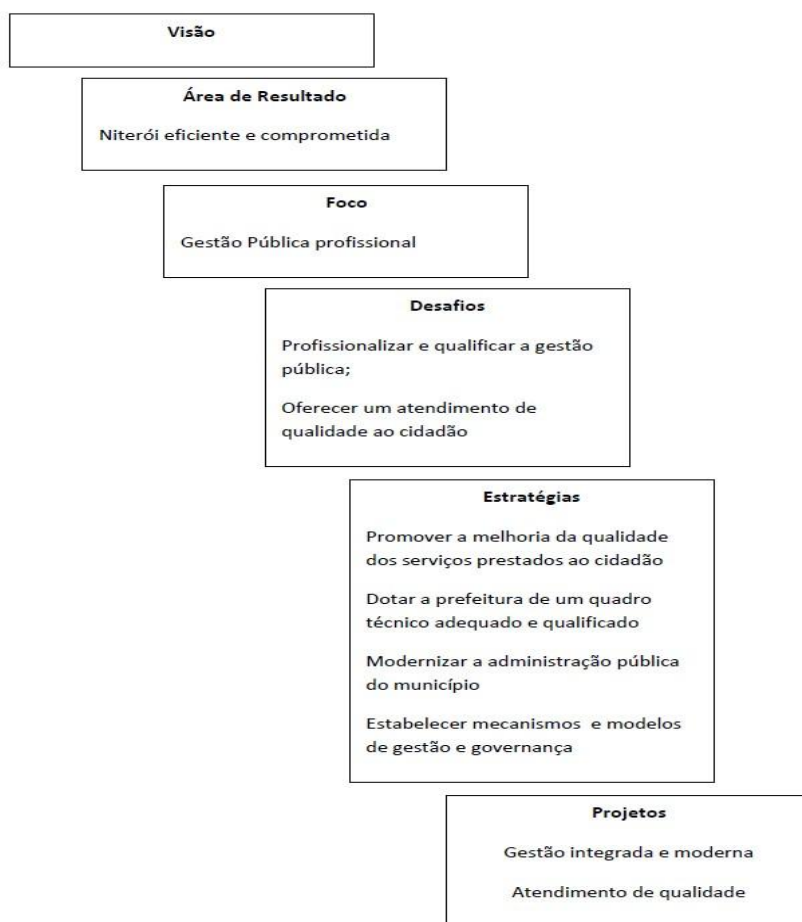 Visão
Área de Resultado
Niterói eficiente e comprometida
Foco
Gestão Pública profissional
Desafios
Profissionalizar e qualificar a gestão
pública;
Oferecer um atendimento de
qualidade ao cidadão
Estratégias
Promover a melhoria da qualidade
dos serviços prestados ao cidadão
Dotar a prefeitura de um quadro
técnico adequado e qualificado
Modernizar a administração pública
do município
Estabelecer mecanismos e modelos
de gestão e governança
Projetos
Gestão integrada e moderna
Atendimento de qualidade